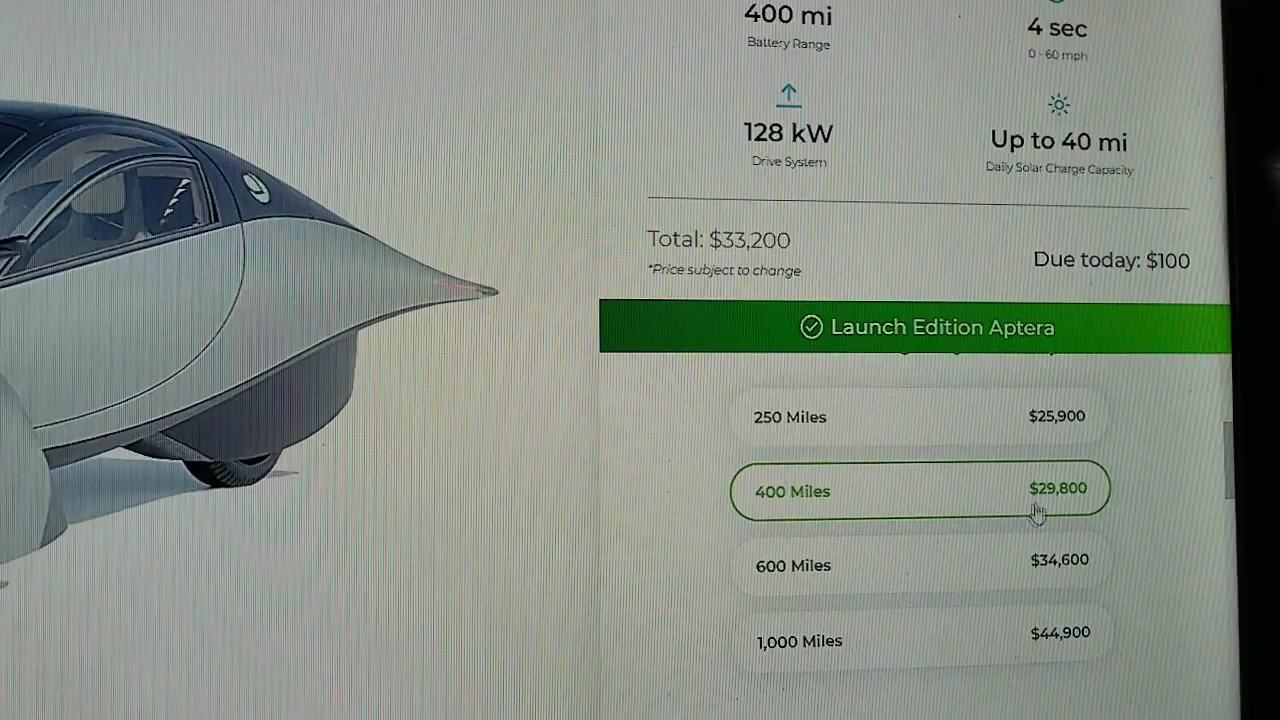 400 mi
Battery Range
4 sec
0 - 60 mph
128 kW
Drive System
Up to 40 mi
Daily Solar Charge Capacity
Total: $33,200
*Price subject to change
Due today: $100
Launch Edition Aptera
250 Miles $25,900
400 Miles $29,800
600 Miles $34,600
1,000 Miles $44,900